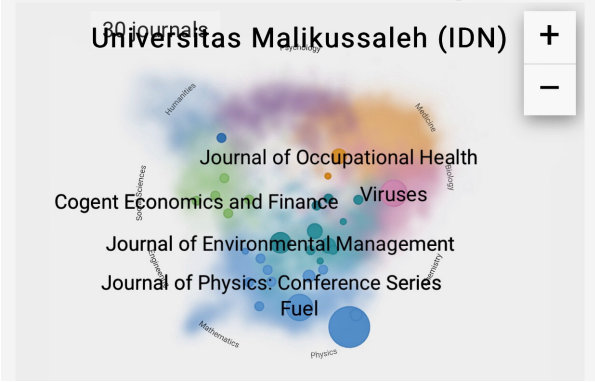 30 journals
Universitas Malikussaleh (IDN)
+
−
Psychology
Humanities
Medicine
Journal of Occupational Health
Biology
Social Sciences
Cogent Economics and Finance
Viruses
Journal of Environmental Management
Engineering
Chemistry
Journal of Physics: Conference Series
Fuel
Mathematics
Physics